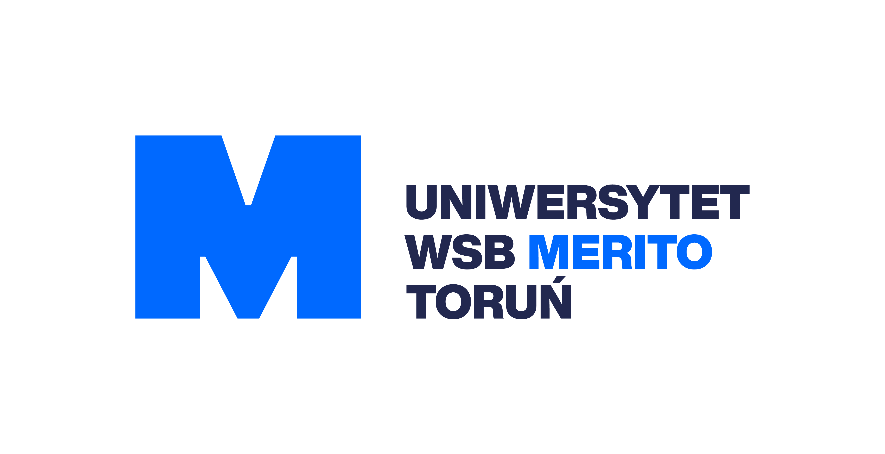 M
UNIWERSYTET
WSB MERITO
TORUŃ